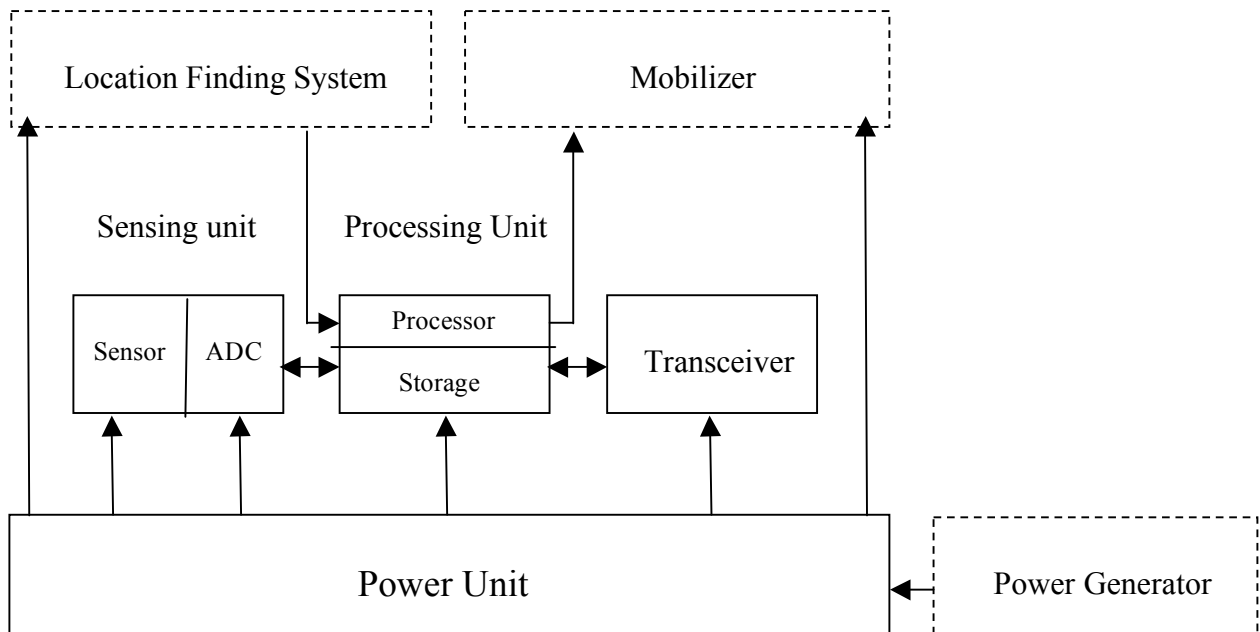 Location Finding System
Mobilizer
Sensing unit
Processing Unit
Sensor
ADC
Processor
Storage
Transceiver
Power Unit
Power Generator